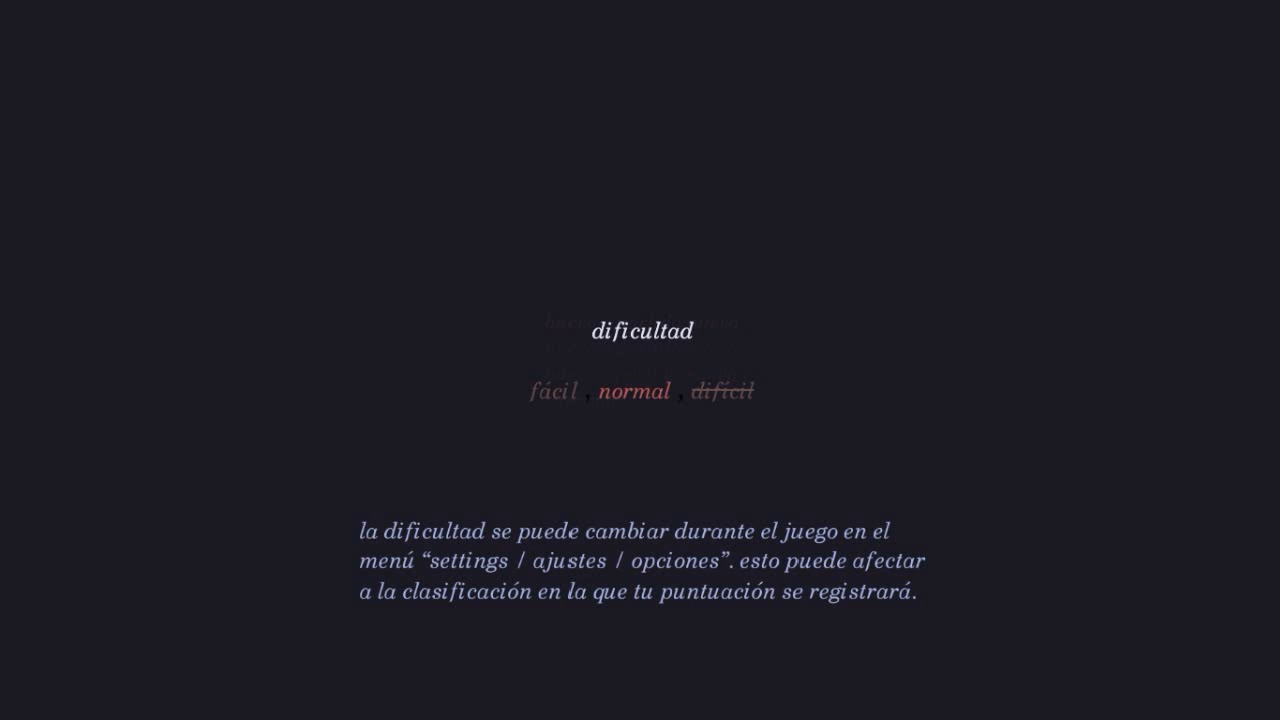 dificultad
fácil , normal , difícil
la dificultad se puede cambiar durante el juego en el
menú “settings / ajustes / opciones”. esto puede afectar
a la clasificación en la que tu puntuación se registrará.